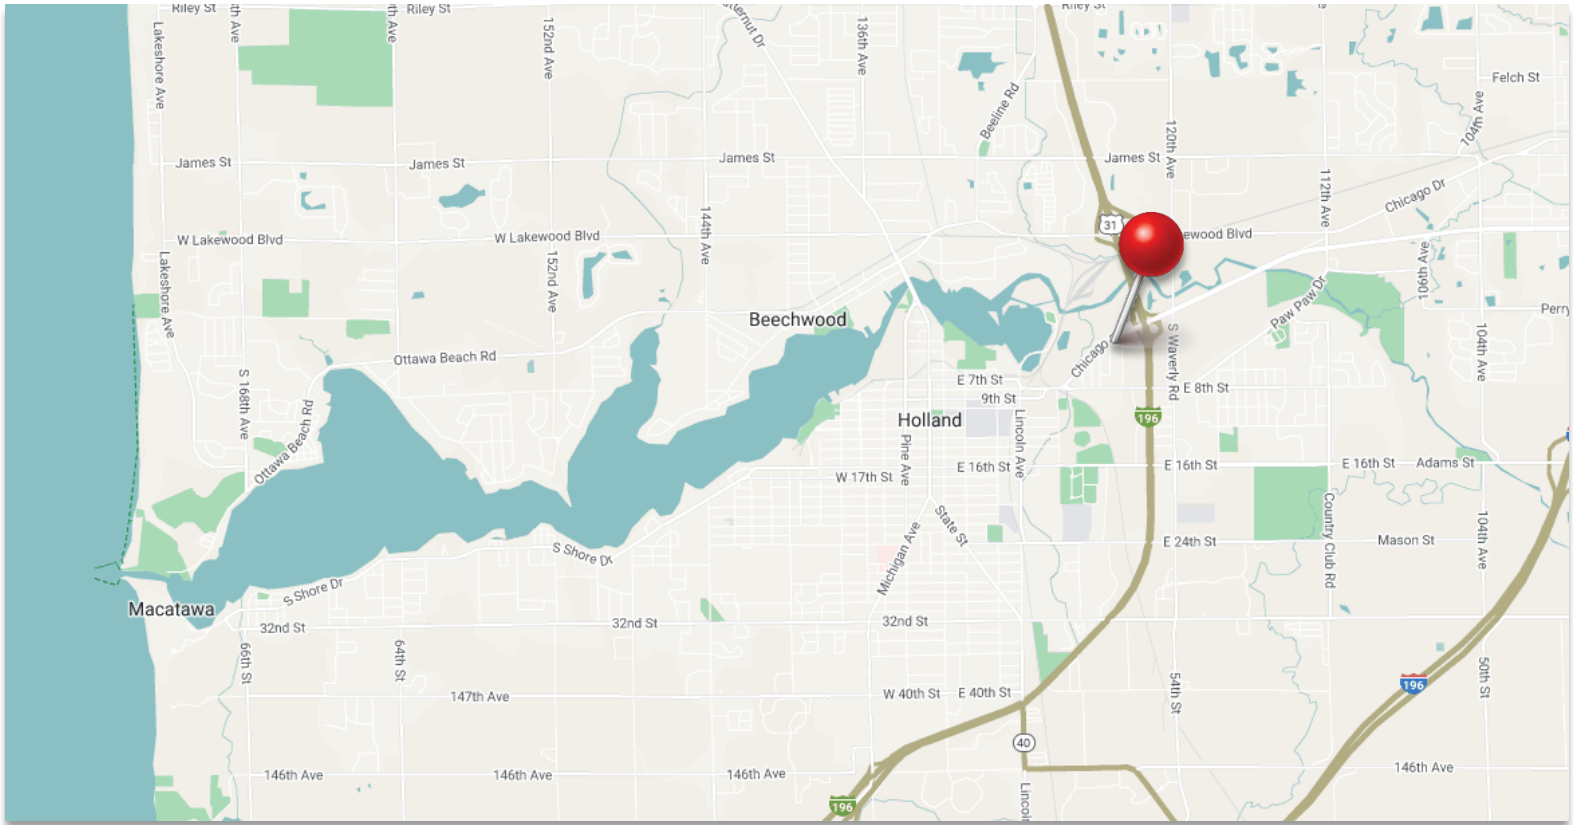 Riley St
Riley St
Riley St
Lakeshore Ave
152nd Ave
136th Ave
Felch St
104th Ave
Beeline Rd
120th Ave
James St
James St
James St
James St
112th Ave
Chicago Dr
144th Ave
31
W Lakewood Blvd
W Lakewood Blvd
ewood Blvd
Lakeshore Ave
152nd Ave
106th Ave
Paw Paw Dr
Perry
Beechwood
S Waverly Rd
104th Ave
Chicago
Ottawa Beach Rd
S 168th Ave
E 7th St
E 8th St
9th St
Ottawa Beach Rd
Holland
196
Lincoln Ave
Pine Ave
W 17th St
E 16th St
E 16th St
E 16th St
Adams St
State St
Country Club Rd
104th Ave
Michigan Ave
S Shore Dr
E 24th St
Mason St
S Shore Dr
Macatawa
32nd St
32nd St
32nd St
66th St
64th St
54th St
50th St
196
147th Ave
W 40th St
E 40th St
40
146th Ave
146th Ave
146th Ave
146th Ave
196